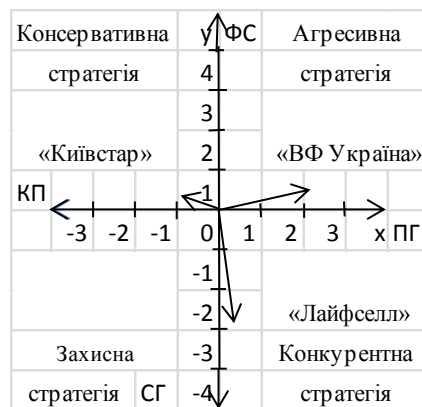 Консервативна у ФС Агресивна
стратегія 4 стратегія
3
«Київстар» 2 «ВФ Україна»
КП 1
-3 -2 -1 0 1 2 3 х ПГ
-1
-2 «Лайфселл»
Захисна -3 Конкурентна
стратегія СГ -4 стратегія